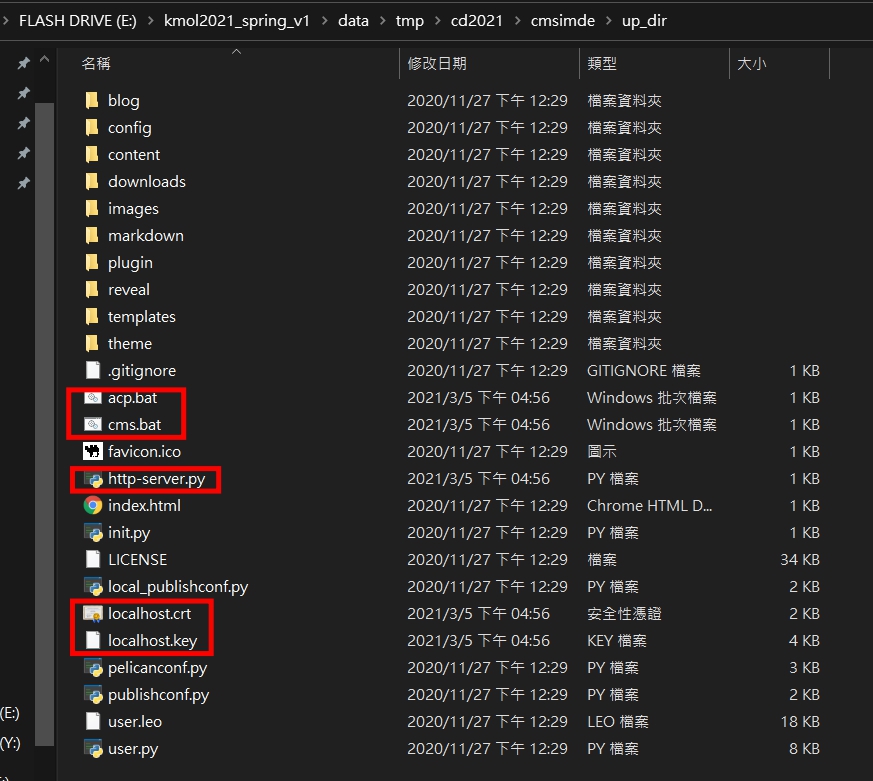 FLASH DRIVE (E:) > kmol2021_spring_v1 > data > tmp > cd2021 > cmsimde > up_dir
名稱 修改日期 類型 大小
blog 2020/11/27 下午 12:29 檔案資料夾
config 2020/11/27 下午 12:29 檔案資料夾
content 2020/11/27 下午 12:29 檔案資料夾
downloads 2020/11/27 下午 12:29 檔案資料夾
images 2020/11/27 下午 12:29 檔案資料夾
markdown 2020/11/27 下午 12:29 檔案資料夾
plugin 2020/11/27 下午 12:29 檔案資料夾
reveal 2020/11/27 下午 12:29 檔案資料夾
templates 2020/11/27 下午 12:29 檔案資料夾
theme 2020/11/27 下午 12:29 檔案資料夾
.gitignore 2020/11/27 下午 12:29 GITIGNORE 檔案 1 KB
acp.bat 2021/3/5 下午 04:56 Windows 批次檔案 1 KB
cms.bat 2021/3/5 下午 04:56 Windows 批次檔案 1 KB
favicon.ico 2020/11/27 下午 12:29 圖示 1 KB
http-server.py 2021/3/5 下午 04:56 PY 檔案 1 KB
index.html 2020/11/27 下午 12:29 Chrome HTML D... 1 KB
init.py 2020/11/27 下午 12:29 PY 檔案 1 KB
LICENSE 2020/11/27 下午 12:29 檔案 34 KB
local_publishconf.py 2020/11/27 下午 12:29 PY 檔案 2 KB
localhost.crt 2021/3/5 下午 04:56 安全性憑證 2 KB
localhost.key 2021/3/5 下午 04:56 KEY 檔案 4 KB
pelicanconf.py 2020/11/27 下午 12:29 PY 檔案 3 KB
publishconf.py 2020/11/27 下午 12:29 PY 檔案 2 KB
(E:)
user.leo 2020/11/27 下午 12:29 LEO 檔案 18 KB
(Y:)
user.py 2020/11/27 下午 12:29 PY 檔案 8 KB